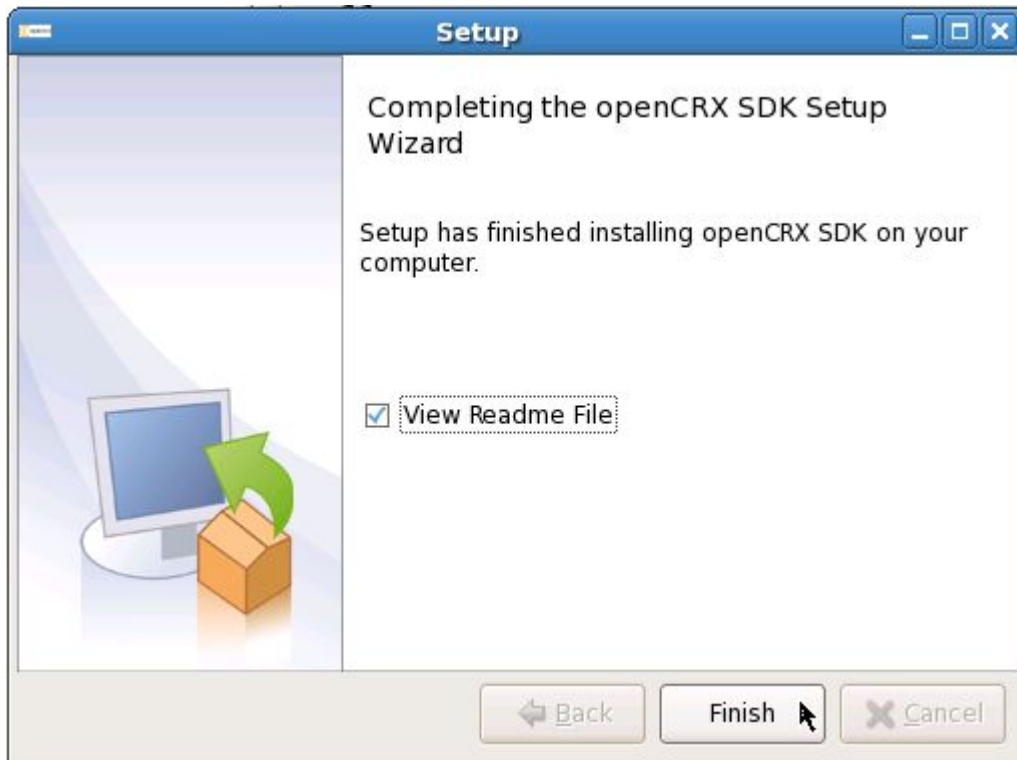 Setup
Completing the openCRX SDK Setup
Wizard
Setup has finished installing openCRX SDK on your
computer.
View Readme File
Back
Finish
Cancel